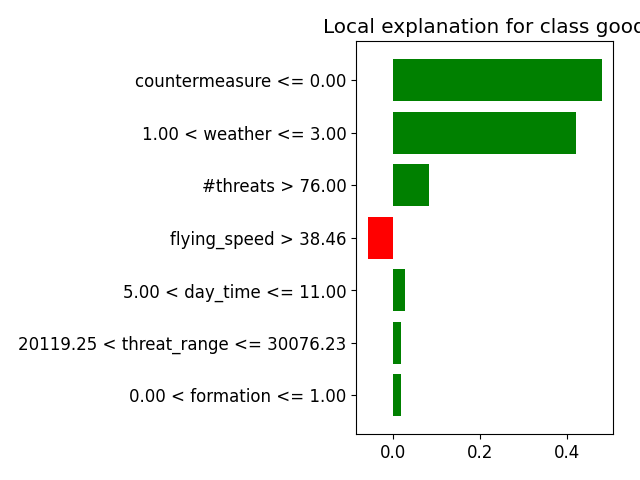 Local explanation for class good
countermeasure <= 0.00
1.00 < weather <= 3.00
#threats > 76.00
flying_speed > 38.46
5.00 < day_time <= 11.00
20119.25 < threat_range <= 30076.23
0.00 < formation <= 1.00
0.0 0.2 0.4